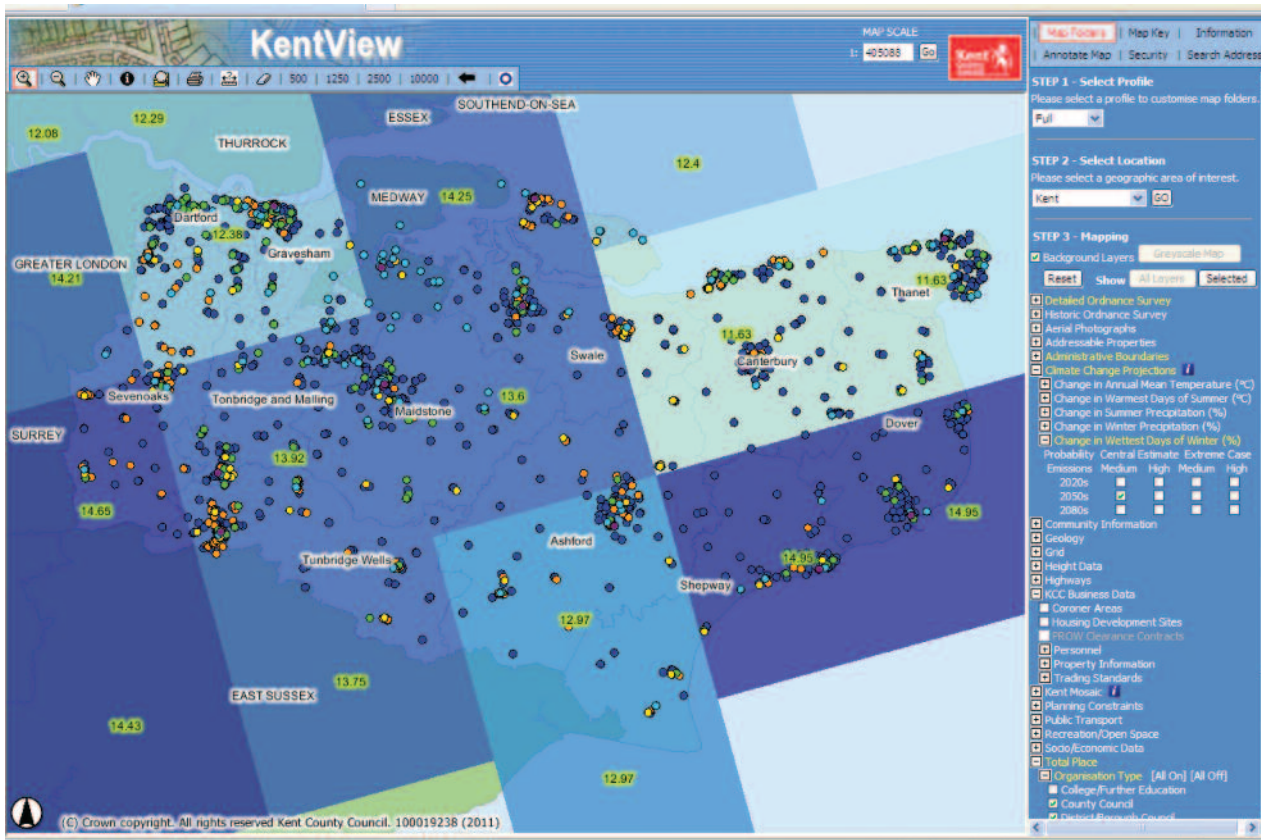 KentView
MAP SCALE
1: 405088 Go
Kent
500 | 1250 | 2500 | 10000
Map Folders | Map Key | Information
| Annotate Map | Security | Search Address
STEP 1 - Select Profile
Please select a profile to customise map folders.
Full
STEP 2 - Select Location
Please select a geographic area of interest.
Kent GO
STEP 3 - Mapping
Background Layers Greyscale Map
Reset Show All Layers Selected
Detailed Ordnance Survey
Historic Ordnance Survey
Aerial Photographs
Addressable Properties
Administrative Boundaries
Climate Change Projections i
Change in Annual Mean Temperature (ºC)
Change in Warmest Days of Summer (ºC)
Change in Summer Precipitation (%)
Change in Winter Precipitation (%)
Change in Wettest Days of Winter (%)
Probability Central Estimate Extreme Case
Emissions Medium High Medium High
2020s
2050s
2080s
Community Information
Geology
Grid
Height Data
Highways
KCC Business Data
Coroner Areas
Housing Development Sites
PROW Clearance Contracts
Personnel
Property Information
Trading Standards
Kent Mosaic i
Planning Constraints
Public Transport
Recreation/Open Space
Socio/Economic Data
Total Place
Organisation Type [All On] [All Off]
College/Further Education
County Council
District/Borough Council
SOUTHEND-ON-SEA
12.29
ESSEX
12.08
THURROCK
12.4
MEDWAY 14.25
Dartford
12.38
Gravesham
GREATER LONDON
14.21
11.63
Thanet
11.63
Swale
Canterbury
Sevenoaks
Tonbridge and Malling
13.6
Maidstone
Dover
SURREY
13.92
14.65
14.95
Ashford
Tunbridge Wells
14.95
Shepway
12.97
13.75
EAST SUSSEX
14.43
12.97
(C) Crown copyright. All rights reserved Kent County Council. 100019238 (2011)